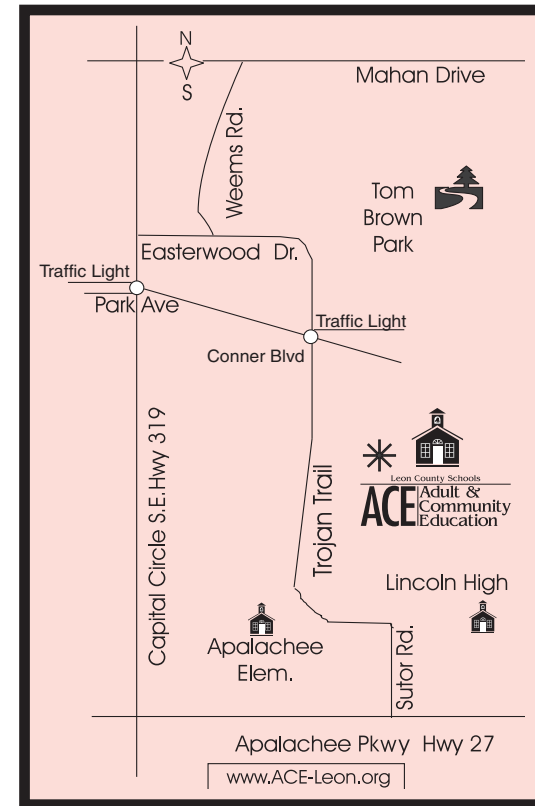 N
S
Mahan Drive
Weems Rd.
Tom
Brown
Park
Easterwood Dr.
Traffic Light
Park Ave
Traffic Light
Conner Blvd
Capital Circle S.E.Hwy 319
Trojan Trail
Leon County Schools
ACE Adult &
Community
Education
Lincoln High
Apalachee
Elem.
Sutor Rd.
Apalachee Pkwy Hwy 27
www.ACE-Leon.org